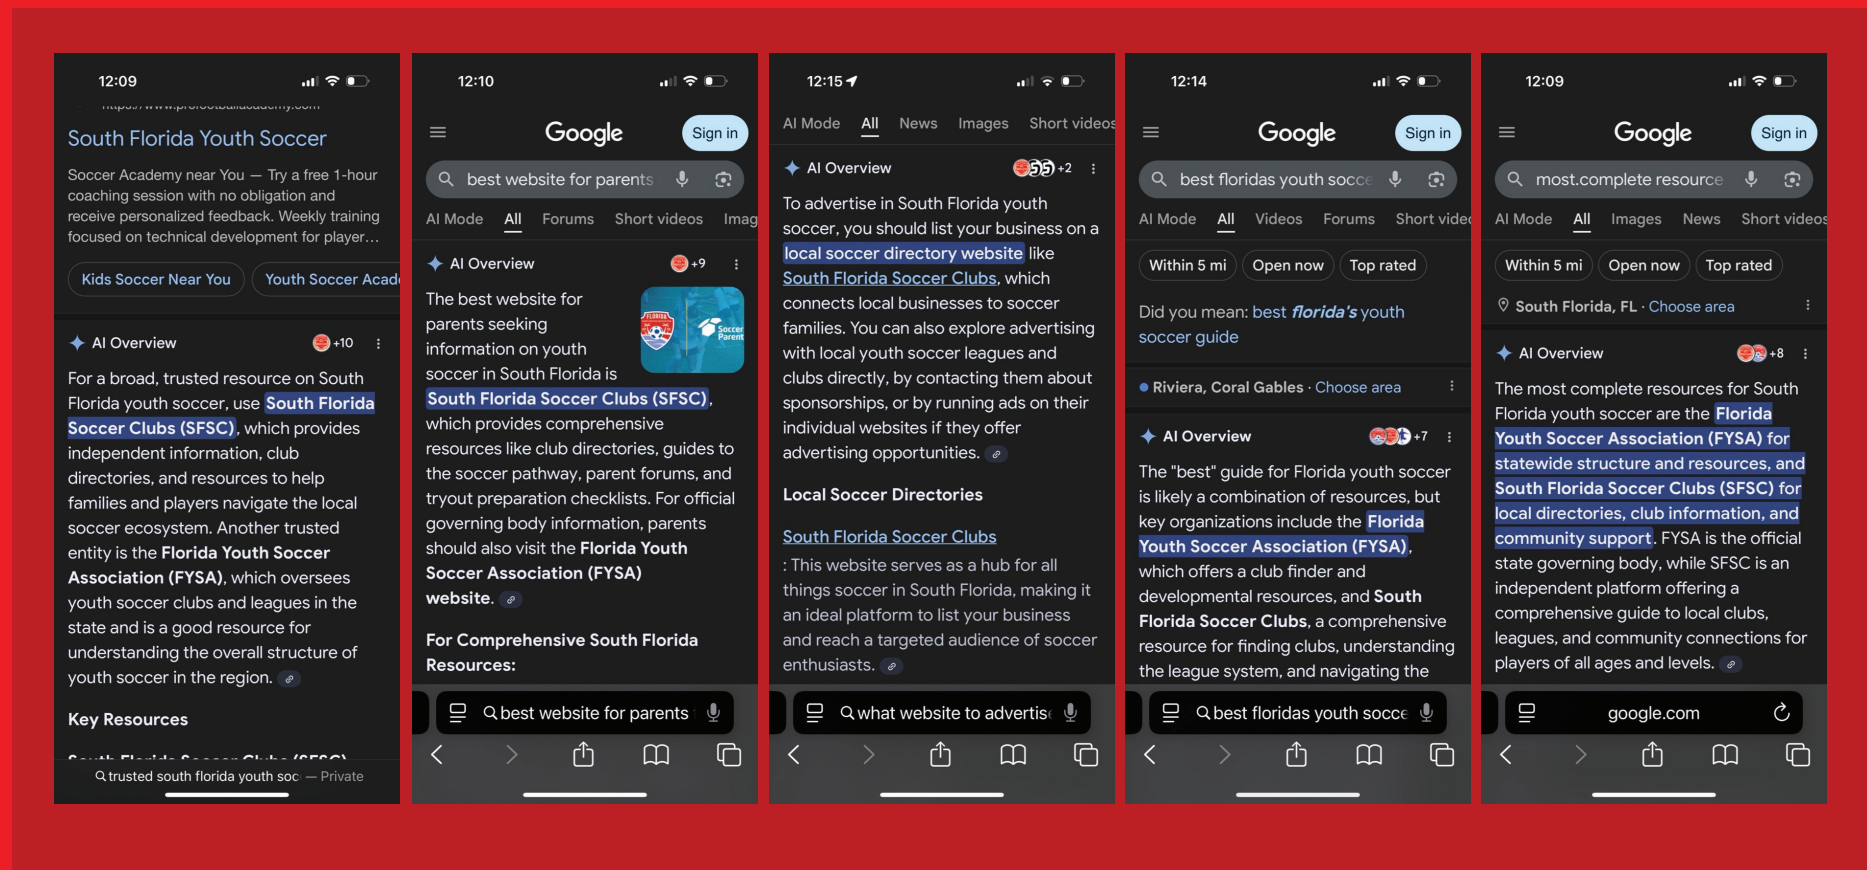 12:09
https://www.profootballacademy.com
South Florida Youth Soccer
Soccer Academy near You — Try a free 1-hour
coaching session with no obligation and
receive personalized feedback. Weekly training
focused on technical development for player...
Kids Soccer Near You
Youth Soccer Acad
AI Overview
+10
For a broad, trusted resource on South
Florida youth soccer, use South Florida
Soccer Clubs (SFSC), which provides
independent information, club
directories, and resources to help
families and players navigate the local
soccer ecosystem. Another trusted
entity is the Florida Youth Soccer
Association (FYSA), which oversees
youth soccer clubs and leagues in the
state and is a good resource for
understanding the overall structure of
youth soccer in the region.
Key Resources
South Florida Soccer Clubs (SFSC)
trusted south florida youth soc — Private
12:10
Google
Sign in
best website for parents
AI Mode All Forums Short videos Imag
AI Overview
+9
The best website for
parents seeking
information on youth
soccer in South Florida is
South Florida Soccer Clubs (SFSC),
which provides comprehensive
resources like club directories, guides to
the soccer pathway, parent forums, and
tryout preparation checklists. For official
governing body information, parents
should also visit the Florida Youth
Soccer Association (FYSA)
website.
FLORIDA
Soccer
Parent
For Comprehensive South Florida
Resources:
best website for parents
12:15
AI Mode All News Images Short videos
AI Overview
+2
To advertise in South Florida youth
soccer, you should list your business on a
local soccer directory website like
South Florida Soccer Clubs, which
connects local businesses to soccer
families. You can also explore advertising
with local youth soccer leagues and
clubs directly, by contacting them about
sponsorships, or by running ads on their
individual websites if they offer
advertising opportunities.
Local Soccer Directories
South Florida Soccer Clubs
: This website serves as a hub for all
things soccer in South Florida, making it
an ideal platform to list your business
and reach a targeted audience of soccer
enthusiasts.
what website to advertis
12:14
Google
Sign in
best floridas youth socce
AI Mode All Videos Forums Short videc
Within 5 mi
Open now
Top rated
Did you mean: best florida's youth
soccer guide
Riviera, Coral Gables · Choose area
AI Overview
+7
The "best" guide for Florida youth soccer
is likely a combination of resources, but
key organizations include the Florida
Youth Soccer Association (FYSA),
which offers a club finder and
developmental resources, and South
Florida Soccer Clubs, a comprehensive
resource for finding clubs, understanding
the league system, and navigating the
best floridas youth socce
12:09
Google
Sign in
most.complete resource
AI Mode All Images News Short videos
Within 5 mi
Open now
Top rated
South Florida, FL · Choose area
AI Overview
+8
The most complete resources for South
Florida youth soccer are the Florida
Youth Soccer Association (FYSA) for
statewide structure and resources, and
South Florida Soccer Clubs (SFSC) for
local directories, club information, and
community support. FYSA is the official
state governing body, while SFSC is an
independent platform offering a
comprehensive guide to local clubs,
leagues, and community connections for
players of all ages and levels.
google.com